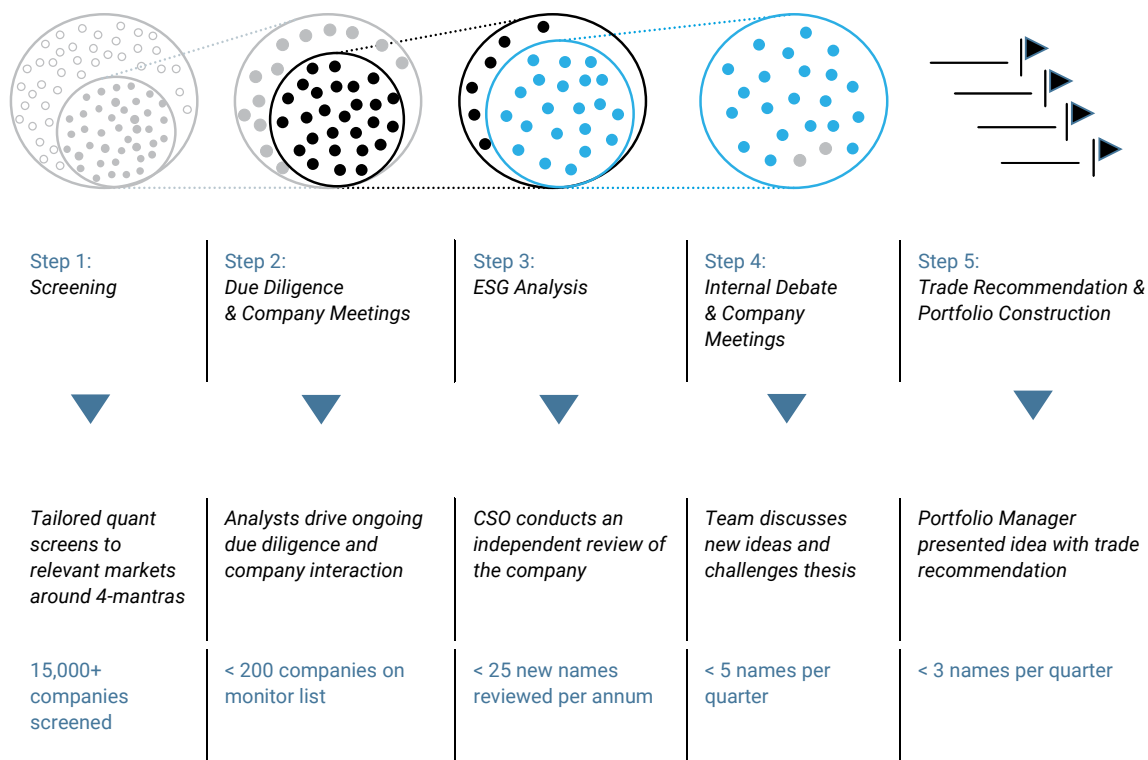 Step 1:
Screening
Step 2:
Due Diligence
& Company Meetings
Step 3:
ESG Analysis
Step 4:
Internal Debate
& Company
Meetings
Step 5:
Trade Recommendation &
Portfolio Construction
Tailored quant
screens to
relevant markets
around 4-mantras
Analysts drive ongoing
due diligence and
company interaction
CSO conducts an
independent review of
the company
Team discusses
new ideas and
challenges thesis
Portfolio Manager
presented idea with trade
recommendation
15,000+
companies
screened
< 200 companies on
monitor list
< 25 new names
reviewed per annum
< 5 names per
quarter
< 3 names per quarter